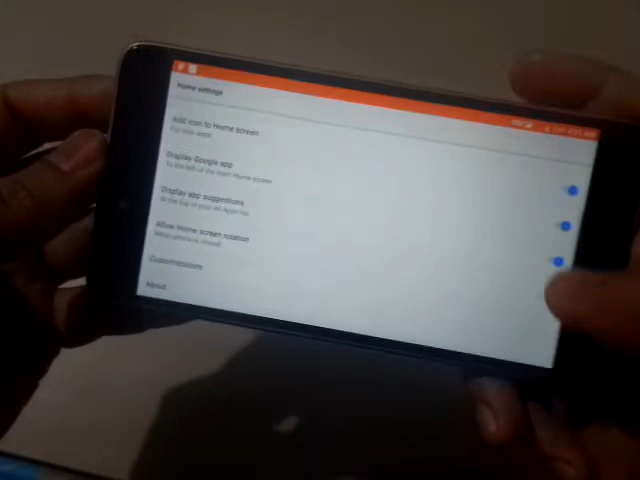 Home settings
Add icon to Home screen
For new apps
Display Google app
To the left of the main Home screen
Display app suggestions
At the top of your All Apps list
Allow Home screen rotation
When phone is rotated
Customizations
About